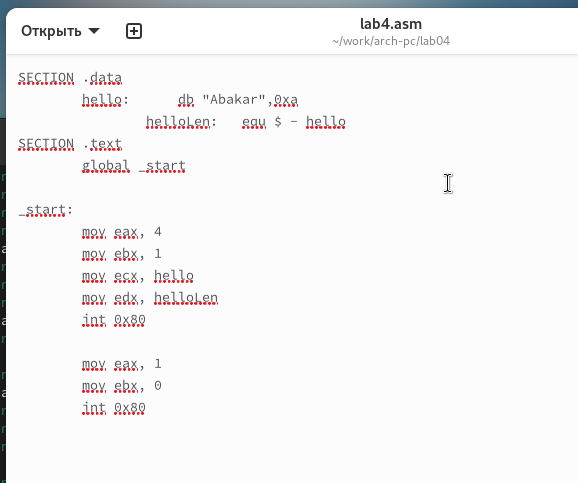 Открыть
lab4.asm
~/work/arch-pc/lab04
SECTION .data
hello: db "Abakar",0xa
helloLen: equ $ - hello
SECTION .text
global _start
_start:
mov eax, 4
mov ebx, 1
mov ecx, hello
mov edx, helloLen
int 0x80
mov eax, 1
mov ebx, 0
int 0x80